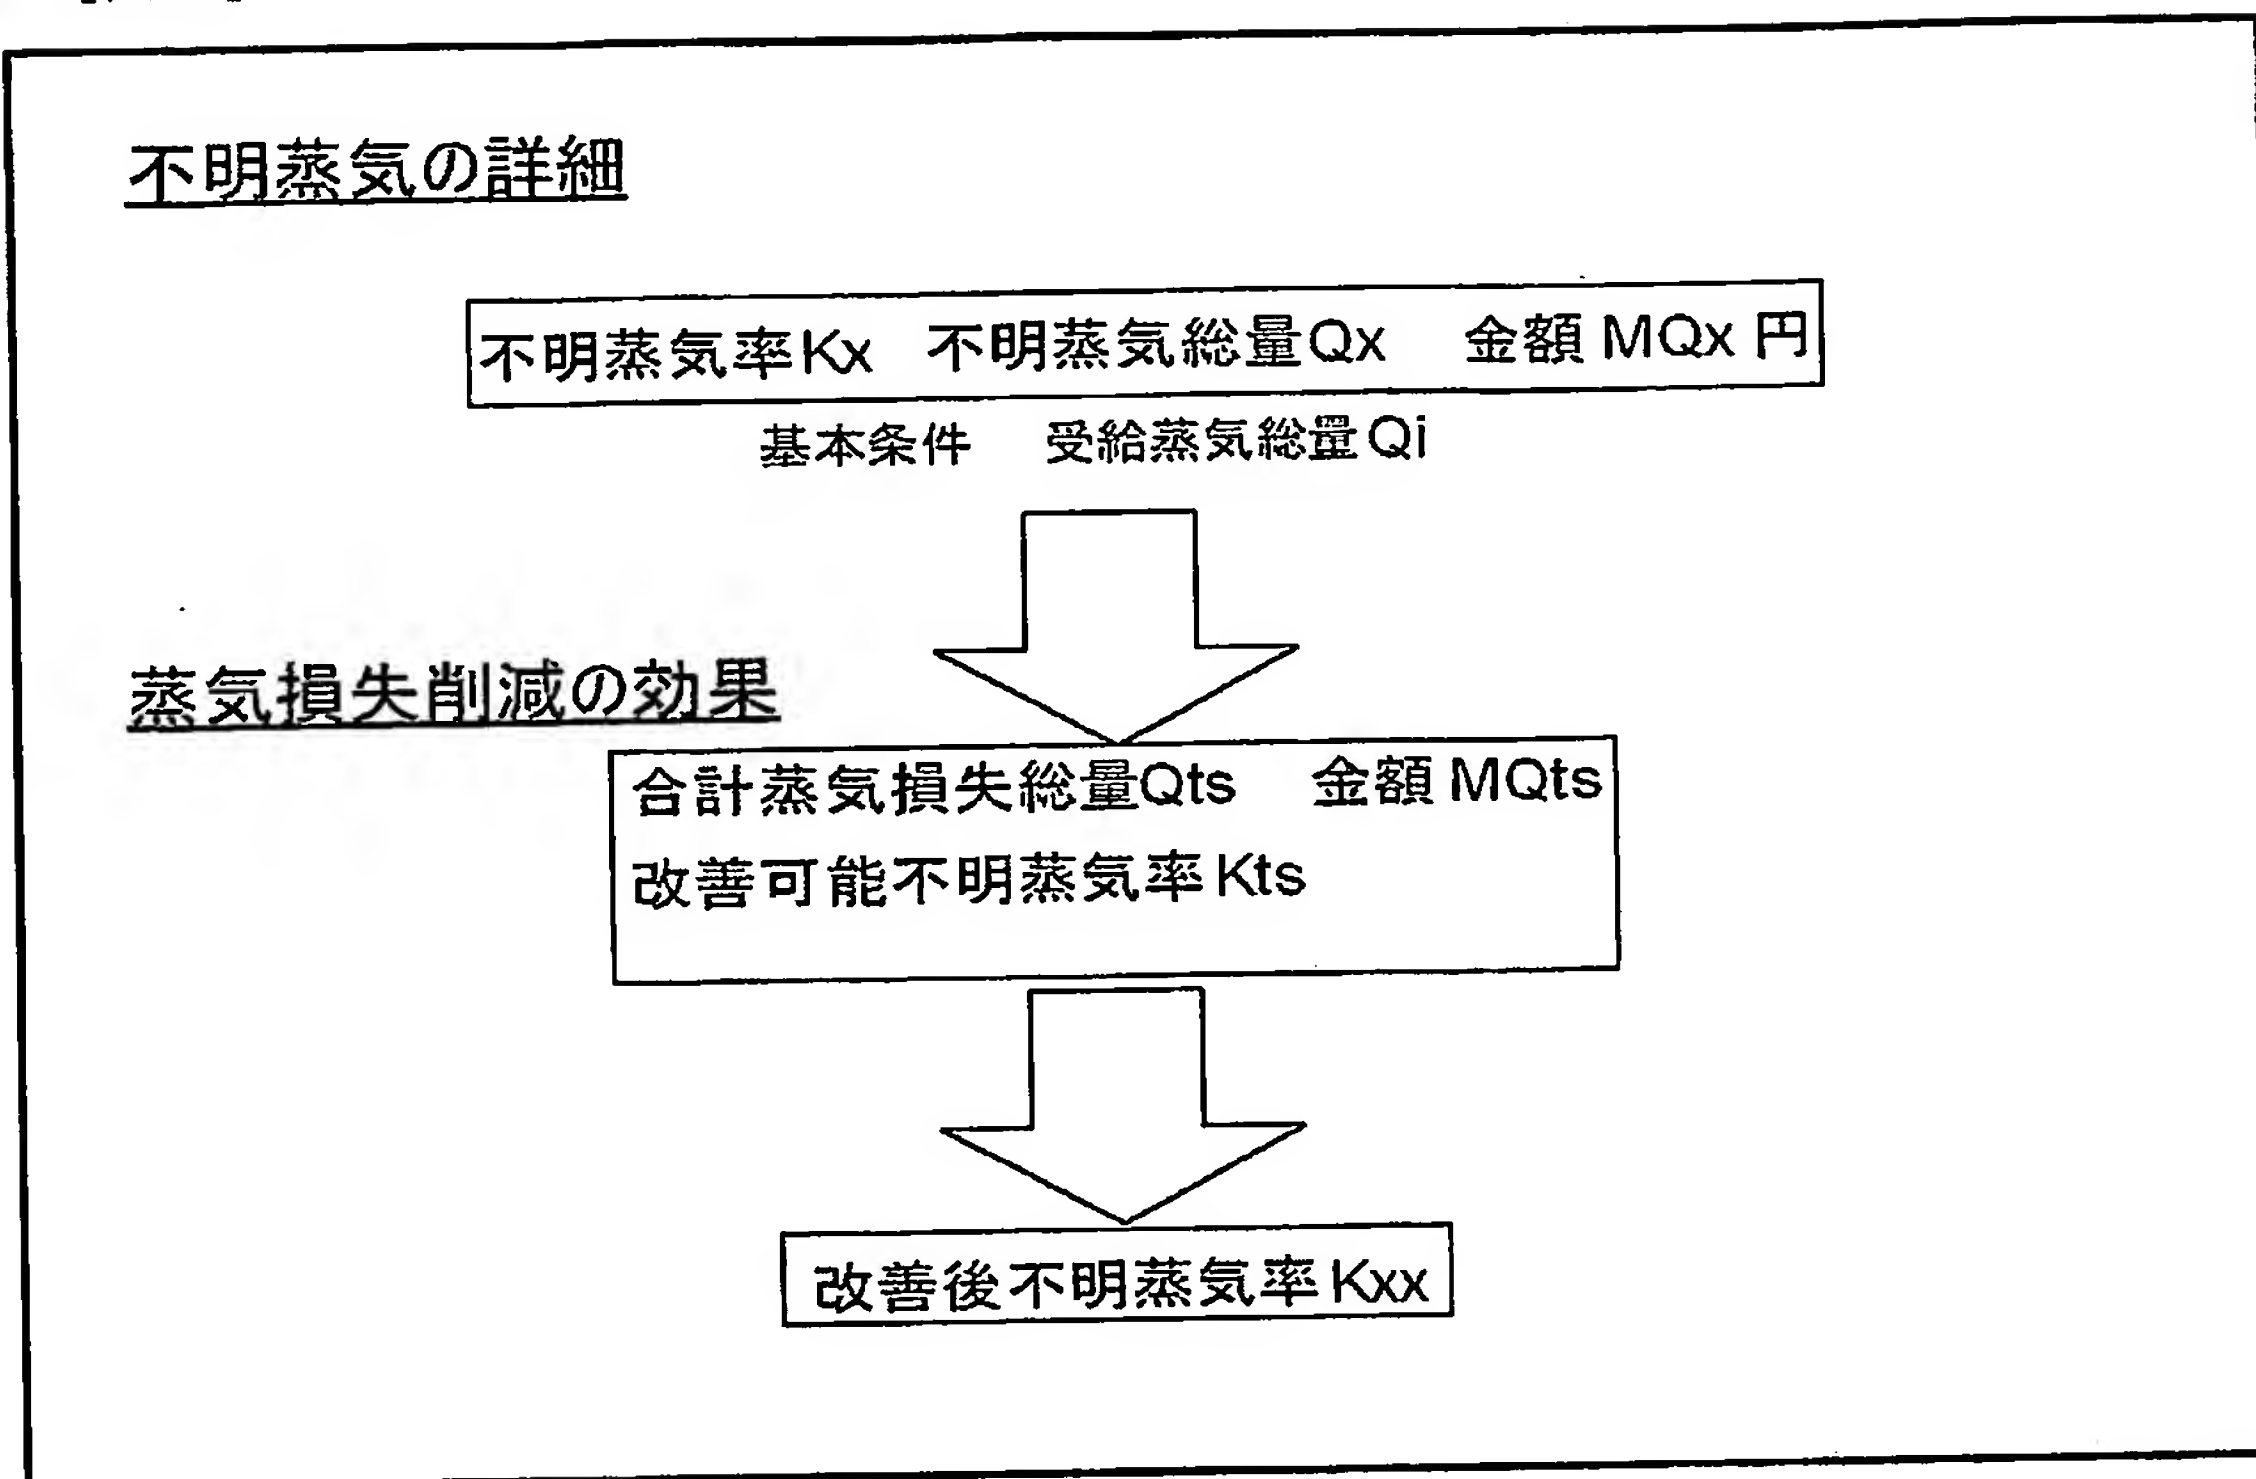 不明蒸気の詳細
不明蒸気率Kx 不明蒸気総量Qx 金額 MQx 円
基本条件 受給蒸気総量Qi
蒸気損失削減の効果
合計蒸気損失総量Qts 金額 MQts
改善可能不明蒸気率Kts
改善後不明蒸気率Kxx